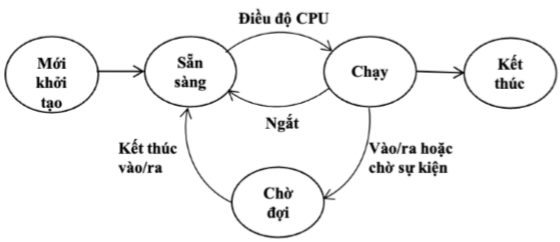 Điều độ CPU
Mới
khởi
tạo
Sẵn
sàng
Chạy
Kết
thúc
Ngắt
Kết thúc
vào/ra
Vào/ra hoặc
chờ sự kiện
Chờ
đợi